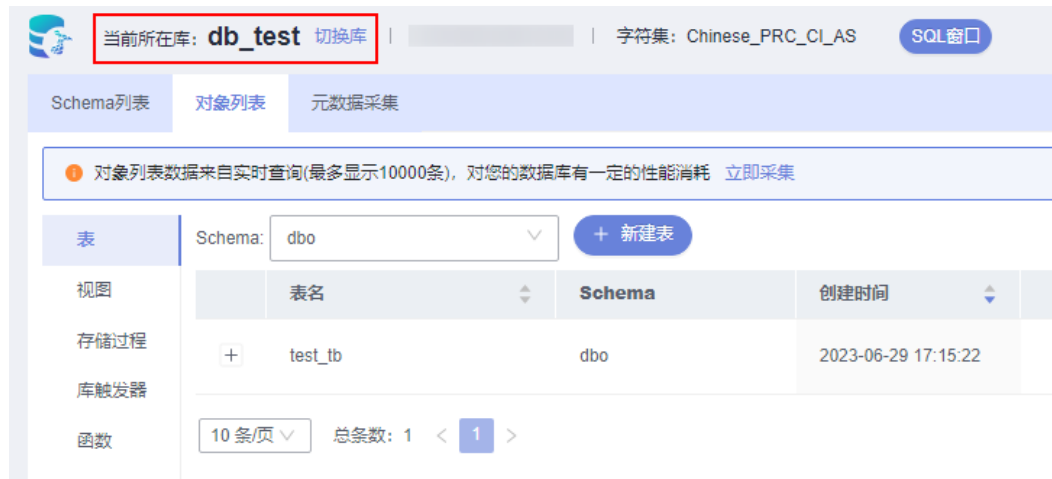 当前所在库: db_test 切换库 | | 字符集: Chinese_PRC_CI_AS SQL窗口
Schema列表 对象列表 元数据采集
对象列表数据来自实时查询(最多显示10000条), 对您的数据库有一定的性能消耗 立即采集
表 Schema: dbo + 新建表
视图 表名 Schema 创建时间
存储过程 test_tb dbo 2023-06-29 17:15:22
库触发器
函数 10 条/页 总条数: 1 < 1 >